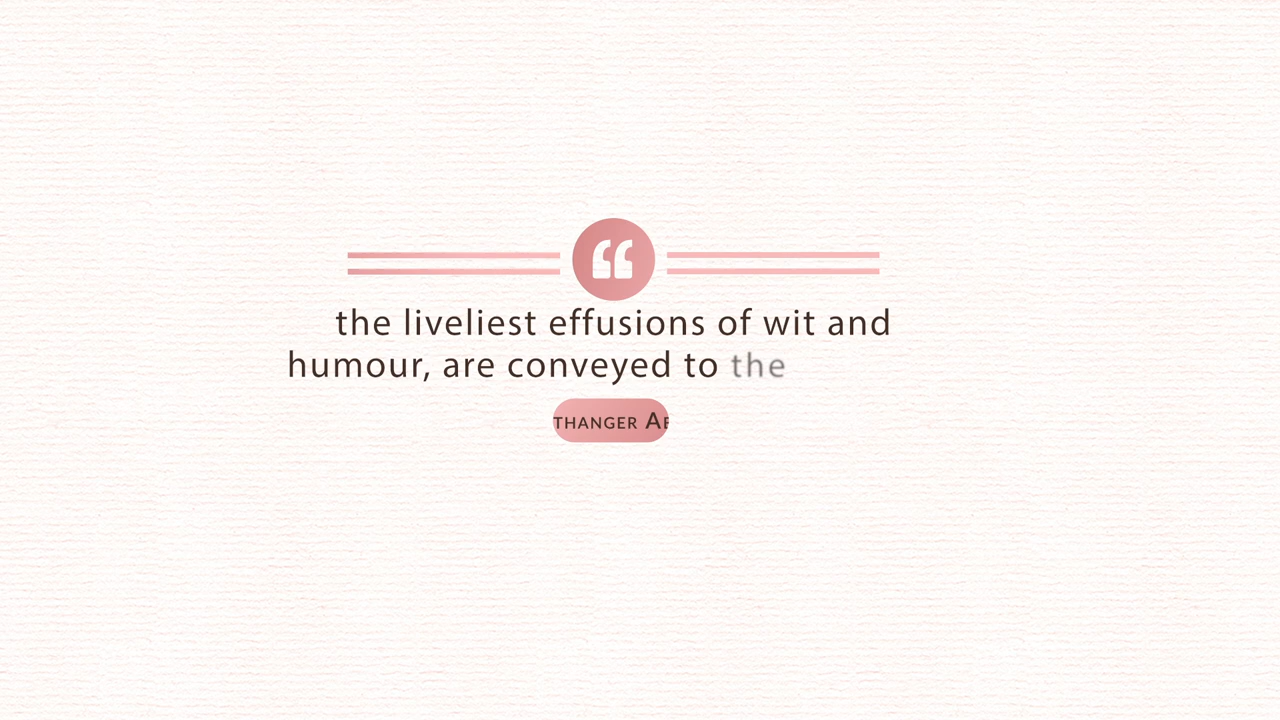 the liveliest effusions of wit and
humour, are conveyed to the
THANGER A